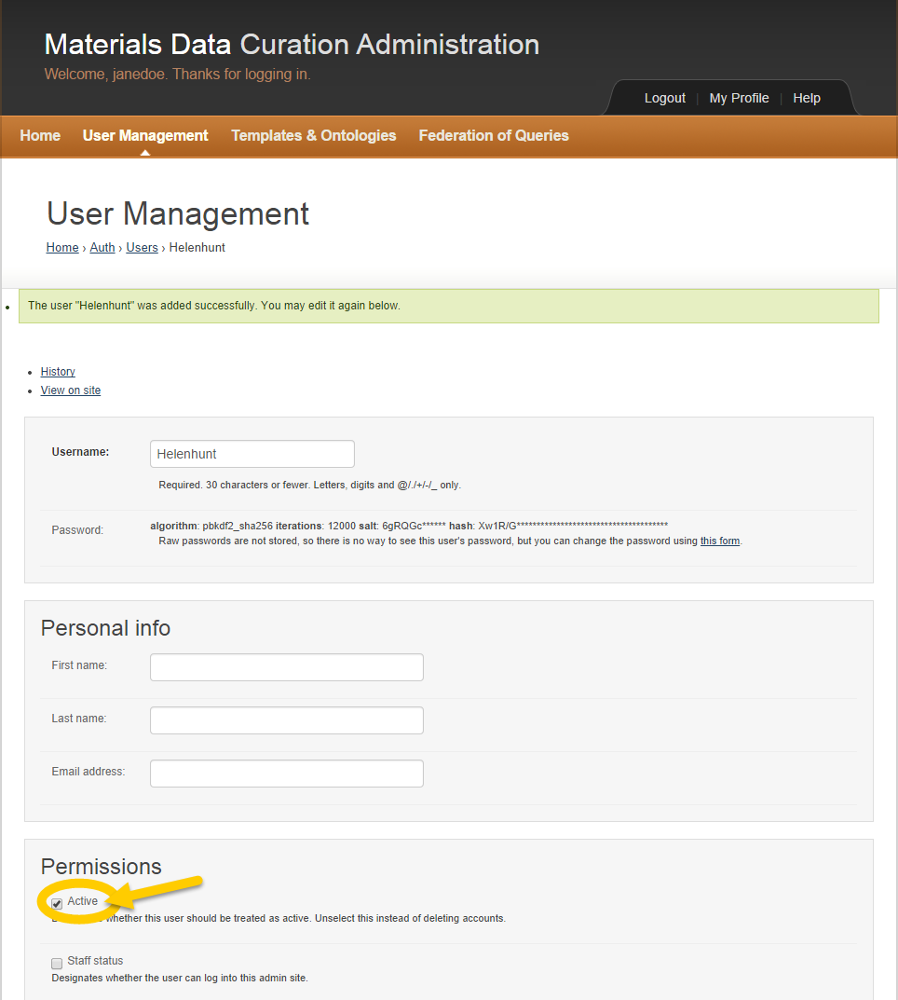 Materials Data Curation Administration
Welcome, janedoe. Thanks for logging in.
Logout | My Profile | Help
Home User Management Templates & Ontologies Federation of Queries
User Management
Home › Auth › Users › Helenhunt
The user "Helenhunt" was added successfully. You may edit it again below.
History
View on site
Username: Helenhunt
Required. 30 characters or fewer. Letters, digits and @/./+/-/_ only.
Password: algorithm: pbkdf2_sha256 iterations: 12000 salt: 6gRQGc****** hash: Xw1R/G**************************************
Raw passwords are not stored, so there is no way to see this user's password, but you can change the password using this form.
Personal info
First name:
Last name:
Email address:
Permissions
Active
whether this user should be treated as active. Unselect this instead of deleting accounts.
Staff status
Designates whether the user can log into this admin site.